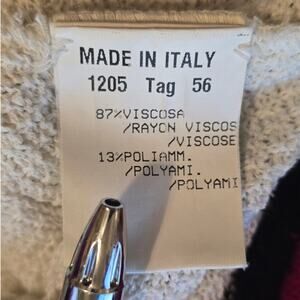 MADE IN ITALY
1205 Tag 56
87%VISCOSA
/RAYON VISCOS
/VISCOSE
13%POLIAMM.
/POLYAMI.
/POLYAMI